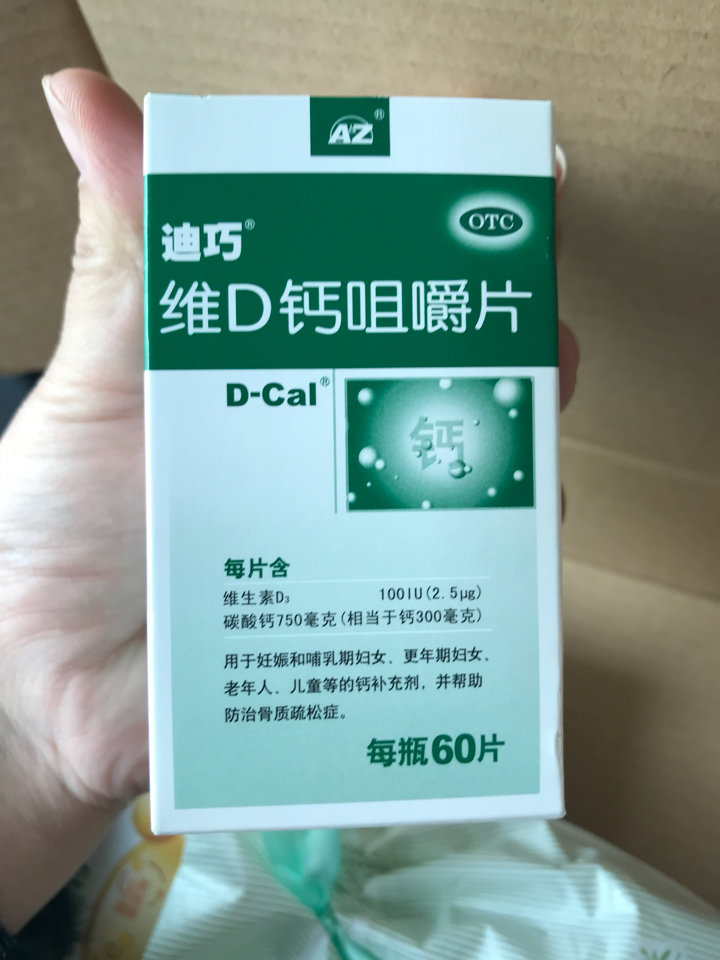 AZ®
OTC
迪巧®
维D钙咀嚼片
D-Cal®
钙
每片含
维生素D₃ 100IU(2.5μg)
碳酸钙750毫克(相当于钙300毫克)
用于妊娠和哺乳期妇女、更年期妇女、
老年人、儿童等的钙补充剂,并帮助
防治骨质疏松症。
每瓶60片